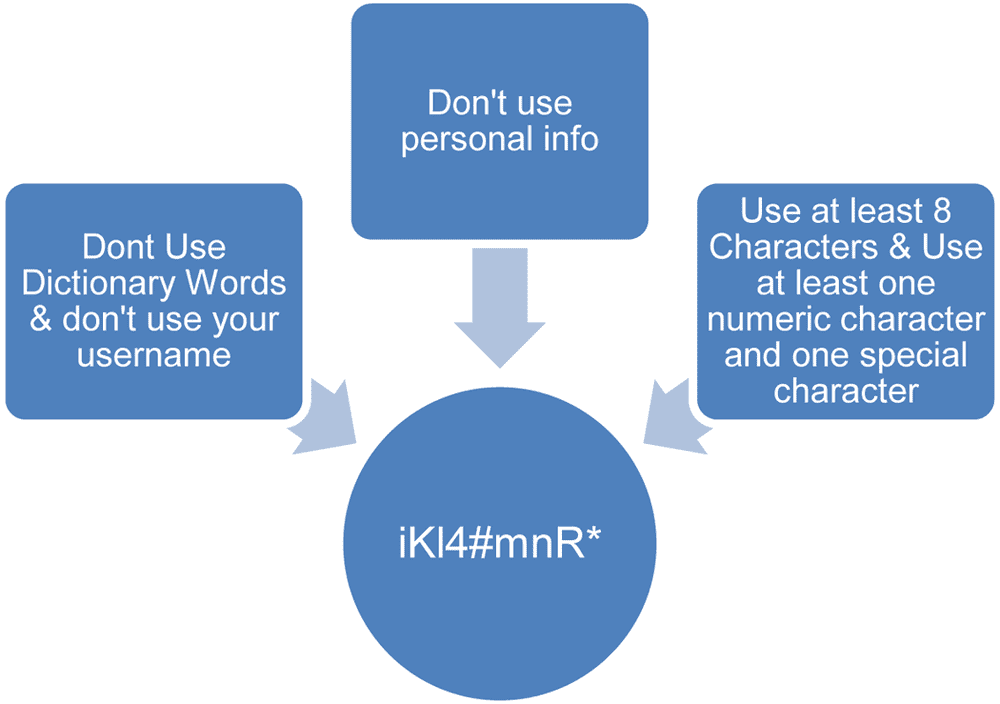 Don't use
personal info
Dont Use
Dictionary Words
& don't use your
username
Use at least 8
Characters & Use
at least one
numeric character
and one special
character
iKl4#mnR*